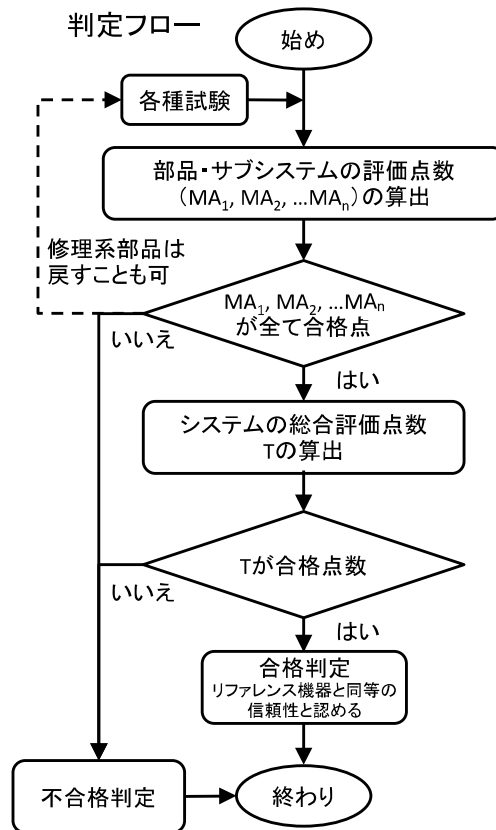 判定フロー
始め
各種試験
部品・サブシステムの評価点数
(MA₁, MA₂, …MAₙ)の算出
修理系部品は
戻すことも可
MA₁, MA₂, …MAₙ
が全て合格点
いいえ
はい
システムの総合評価点数
Tの算出
Tが合格点数
いいえ
はい
合格判定
リファレンス機器と同等の
信頼性と認める
不合格判定
終わり